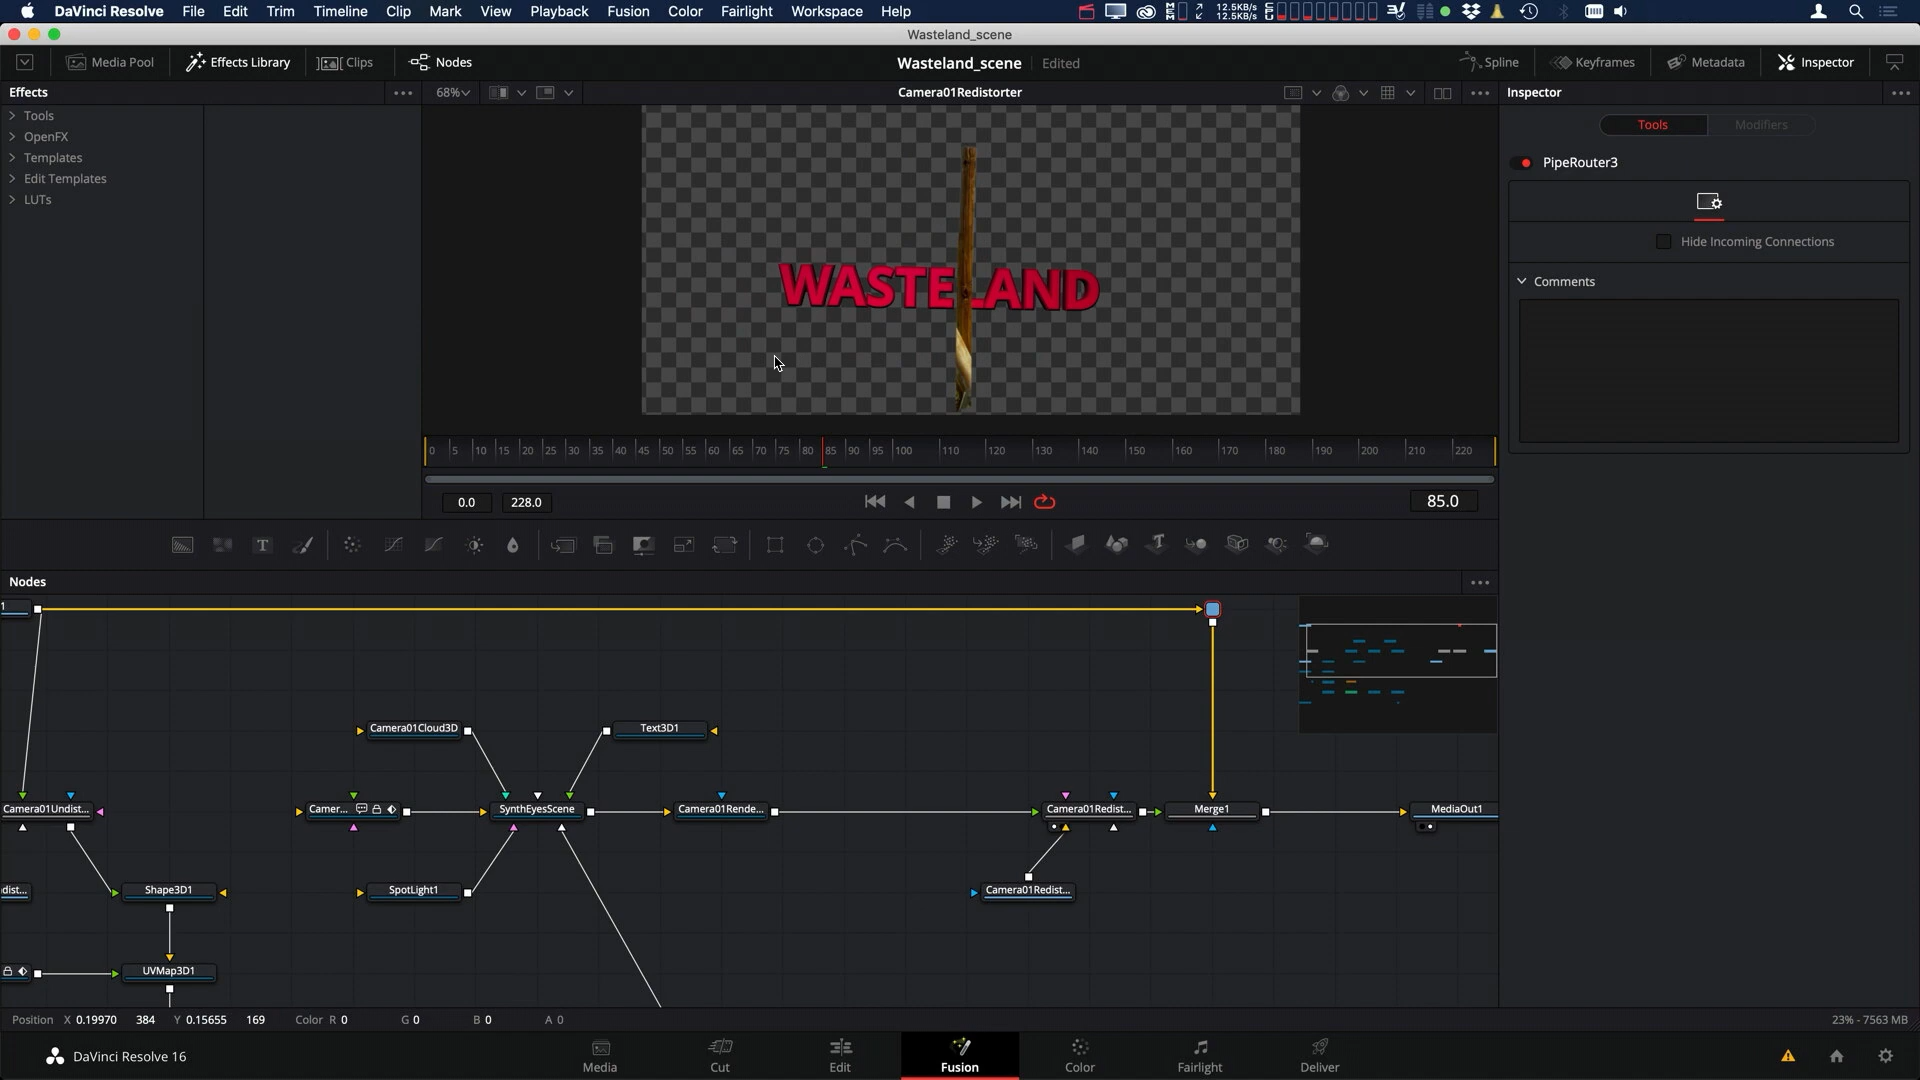 DaVinci Resolve File Edit Trim Timeline Clip Mark View Playback Fusion Color Fairlight Workspace Help 12.5KB/s
12.5KB/s
Wasteland_scene
Media Pool Effects Library Clips Nodes Wasteland_scene Edited Spline Keyframes Metadata Inspector
Effects 68% Camera01Redistorter Inspector
Tools
OpenFX
Templates
Edit Templates
LUTs
Tools Modifiers
PipeRouter3
Hide Incoming Connections
Comments
WASTELAND
0 5 10 15 20 25 30 35 40 45 50 55 60 65 70 75 80 85 90 95 100 110 120 130 140 150 160 170 180 190 200 210 220
0.0 228.0 85.0
Nodes
1
Camera01Cloud3D Text3D1
Camera01Undist... Camer... SynthEyesScene Camera01Rende... Camera01Redist... Merge1 MediaOut1
dist... Shape3D1 SpotLight1 Camera01Redist...
UVMap3D1
Position X 0.19970 384 Y 0.15655 169 Color R 0 G 0 B 0 A 0 23% - 7563 MB
DaVinci Resolve 16 Media Cut Edit Fusion Color Fairlight Deliver